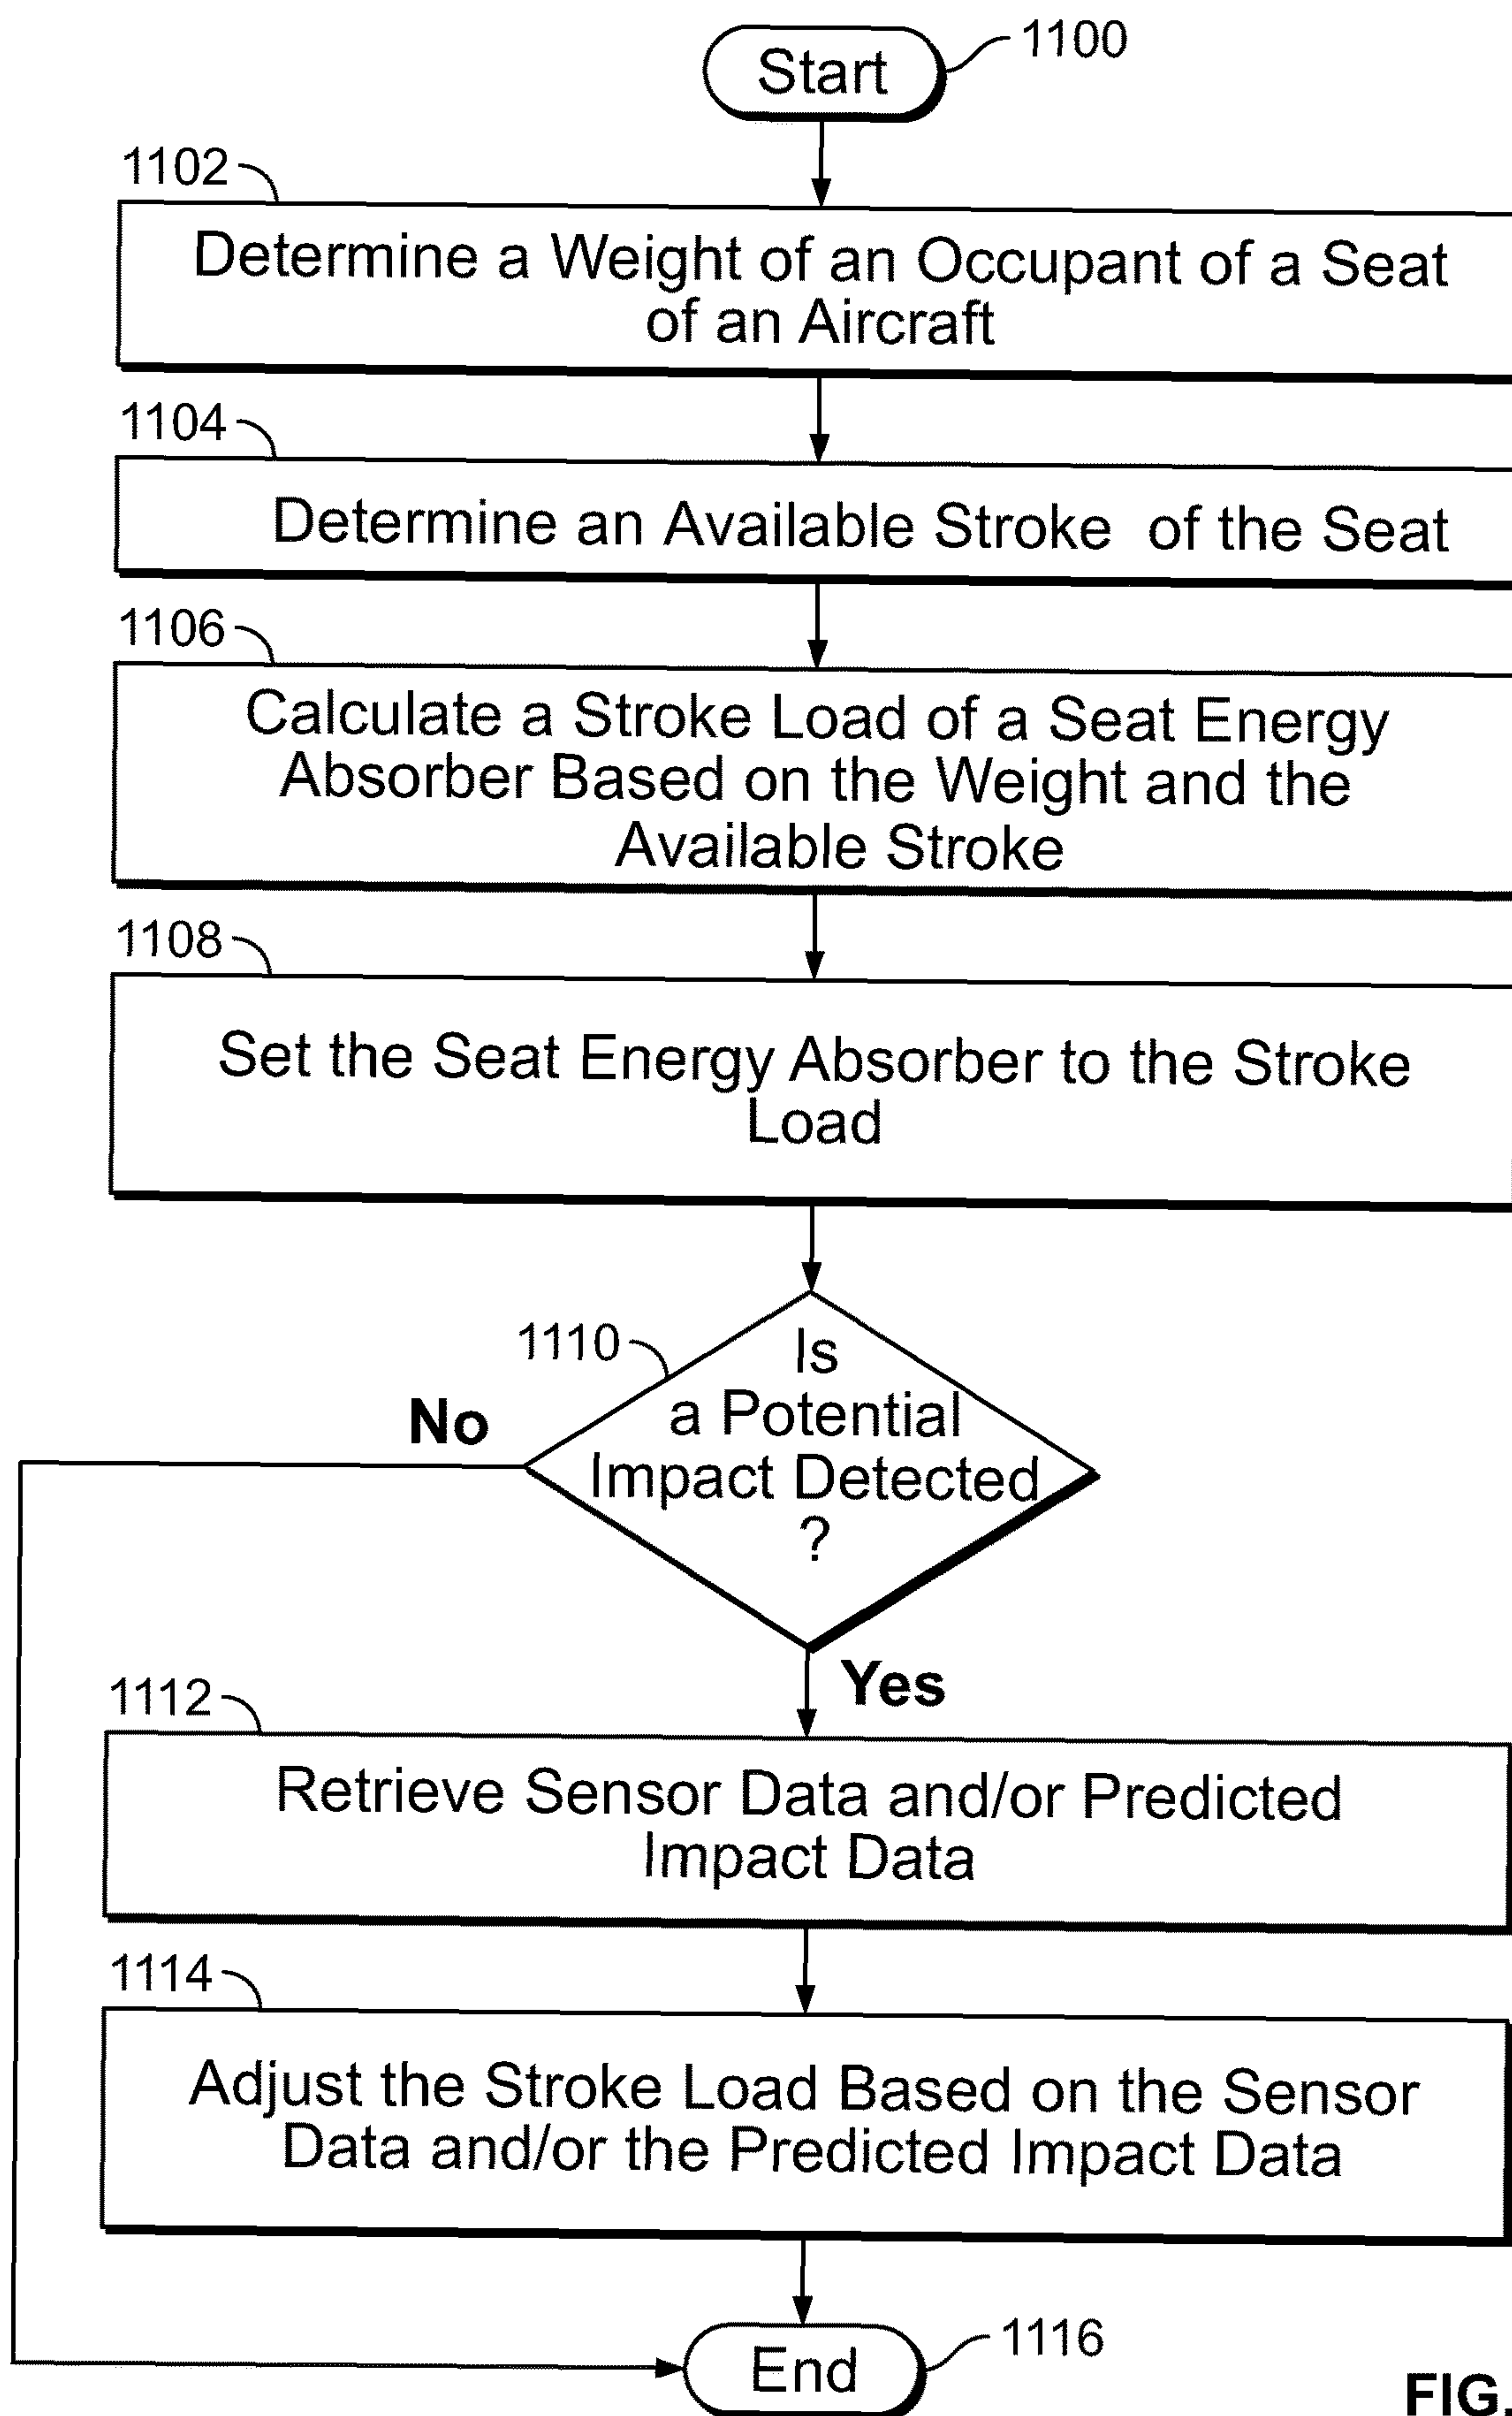 Start
1100
1102
Determine a Weight of an Occupant of a Seat
of an Aircraft
1104
Determine an Available Stroke of the Seat
1106
Calculate a Stroke Load of a Seat Energy
Absorber Based on the Weight and the
Available Stroke
1108
Set the Seat Energy Absorber to the Stroke
Load
1110
Is
a Potential
Impact Detected
?
No
Yes
1112
Retrieve Sensor Data and/or Predicted
Impact Data
1114
Adjust the Stroke Load Based on the Sensor
Data and/or the Predicted Impact Data
End
1116
FIG.